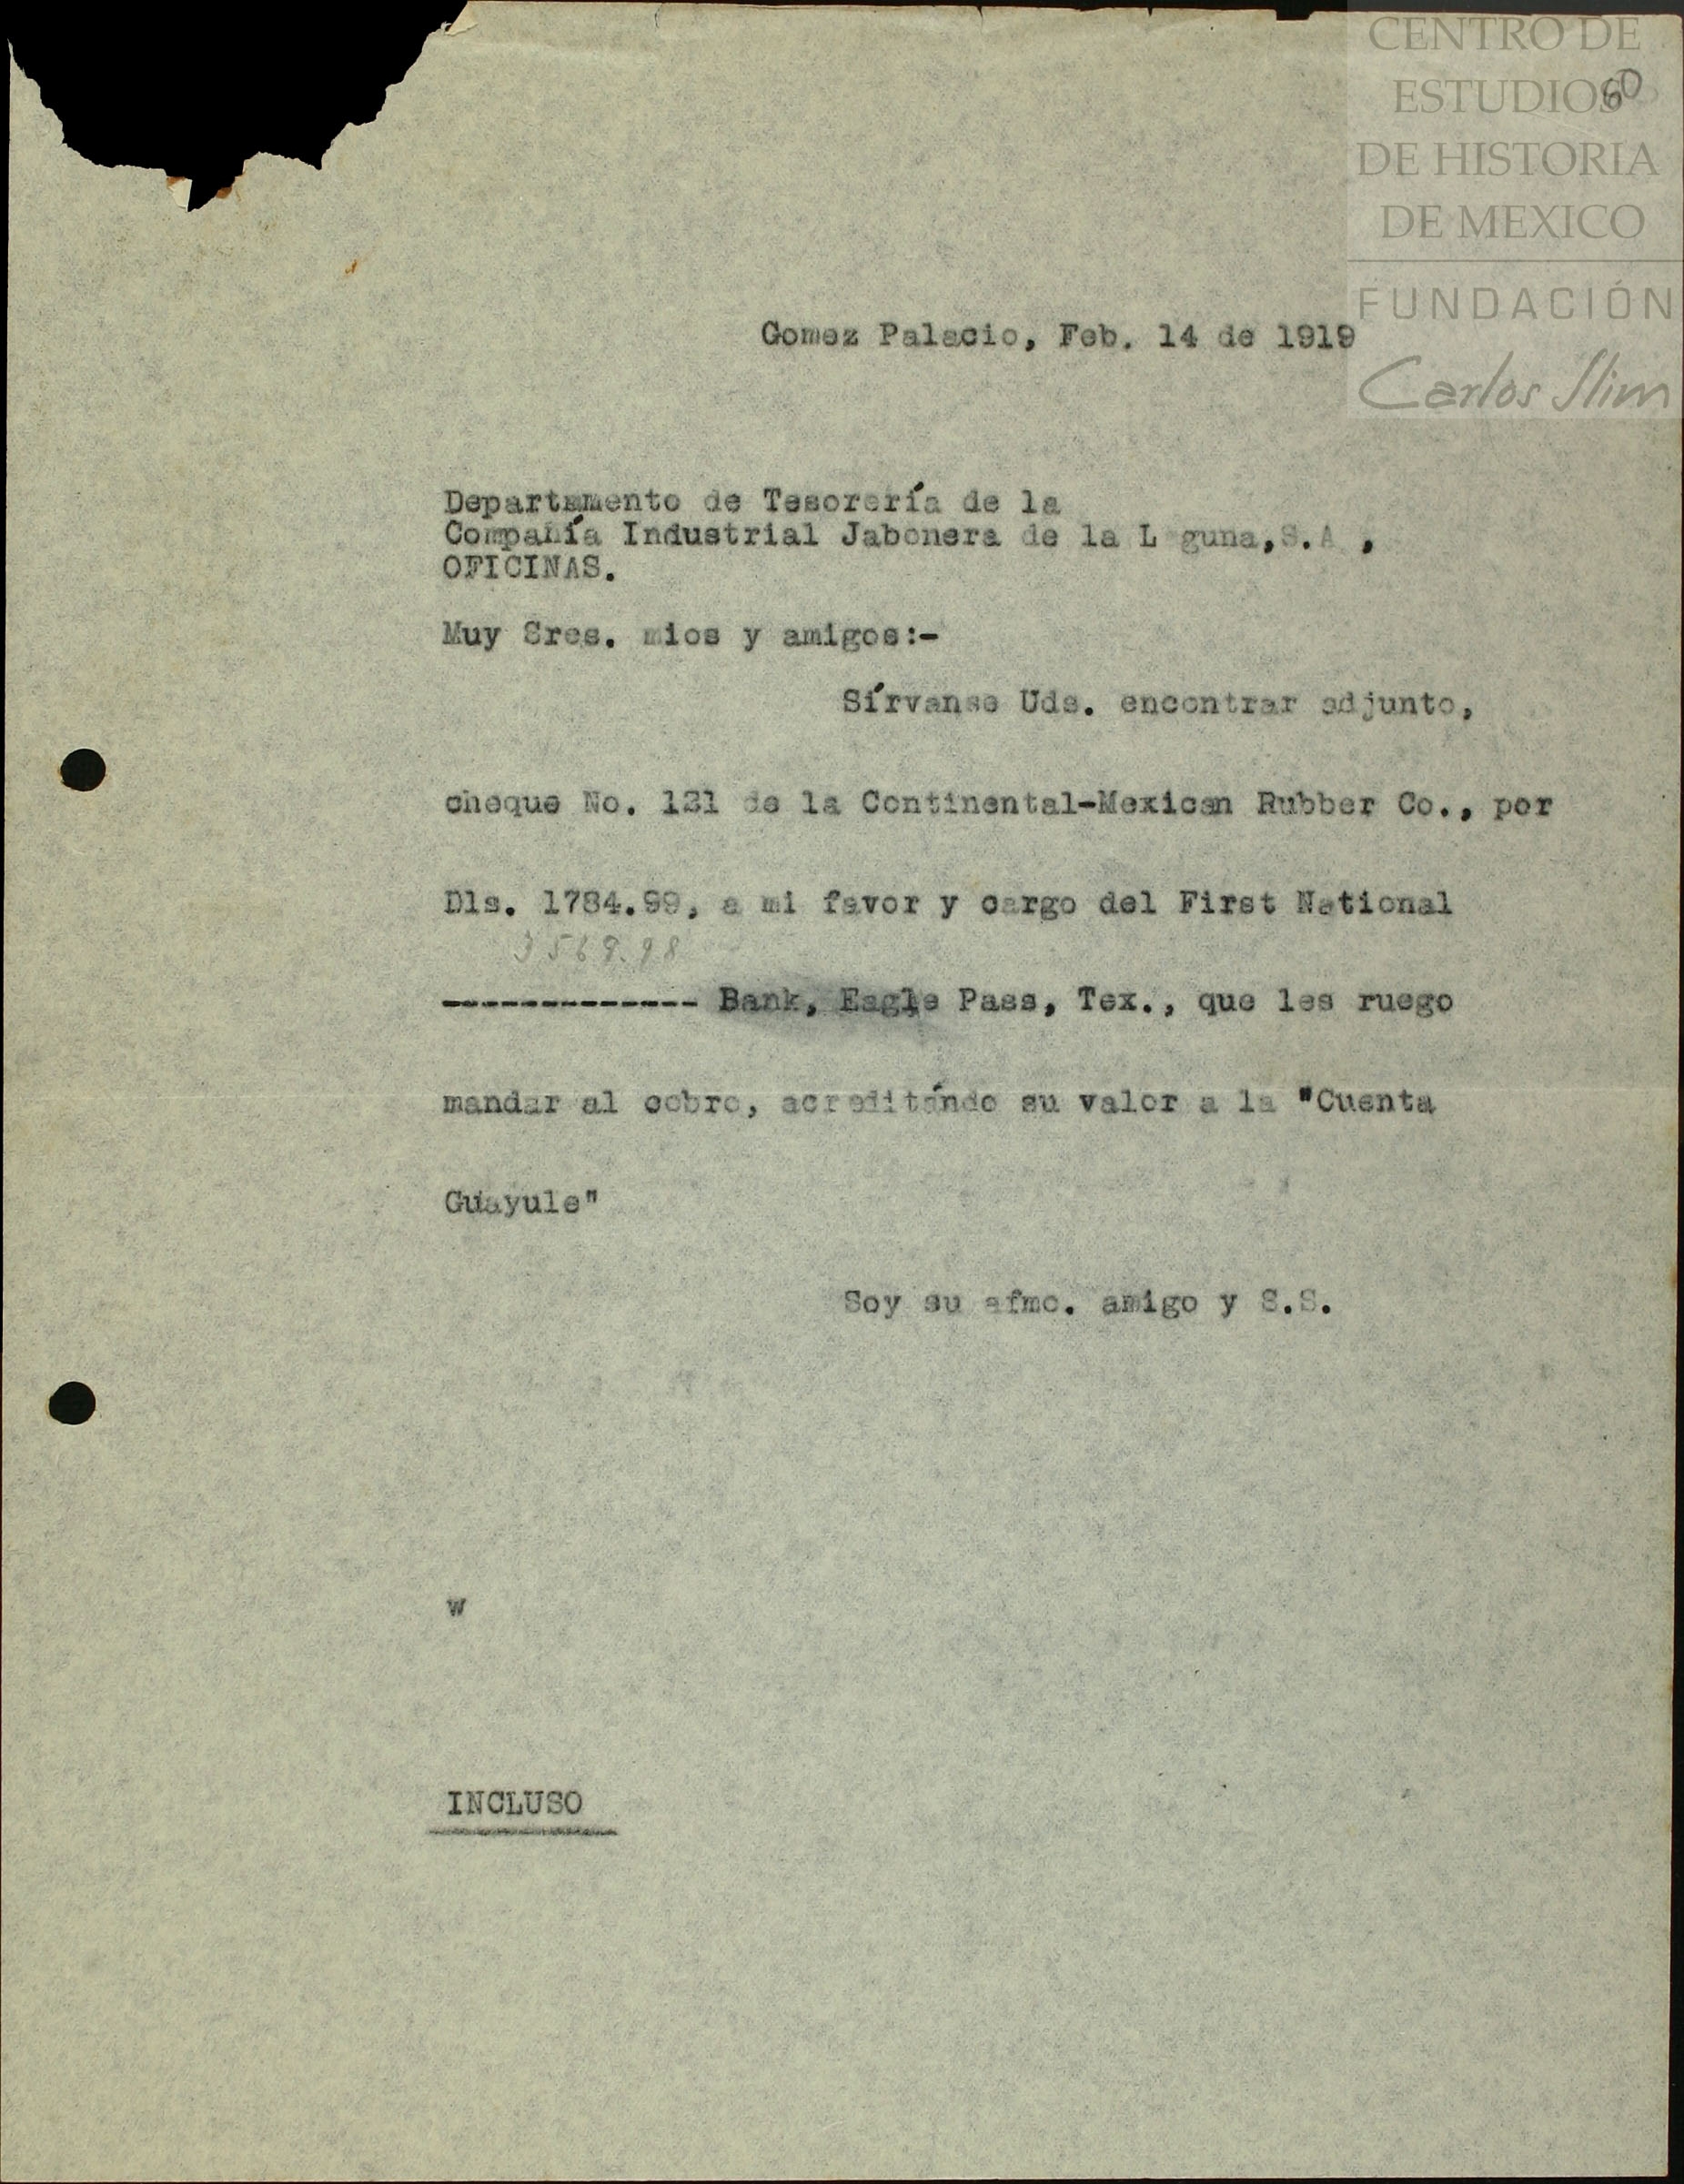 CENTRO DE
ESTUDIOS
60
DE HISTORIA
DE MEXICO
FUNDACIÓN
Carlos Slim
Gomez Palacio, Feb. 14 de 1919
Departamento de Tesorería de la
Compañía Industrial Jabonera de la L guna,S.A ,
OFICINAS.
Muy Sres. mios y amigos:-
Sírvanse Uds. encontrar adjunto,
cheque No. 131 de la Continental-Mexican Rubber Co., por
Dls. 1784.99, a mi favor y cargo del First National
3569.98
------------- Bank, Eagle Pass, Tex., que les ruego
mandar al cobro, acreditándo su valor a la "Cuenta
Guayule"
Soy su afmo. amigo y S.S.
w
INCLUSO